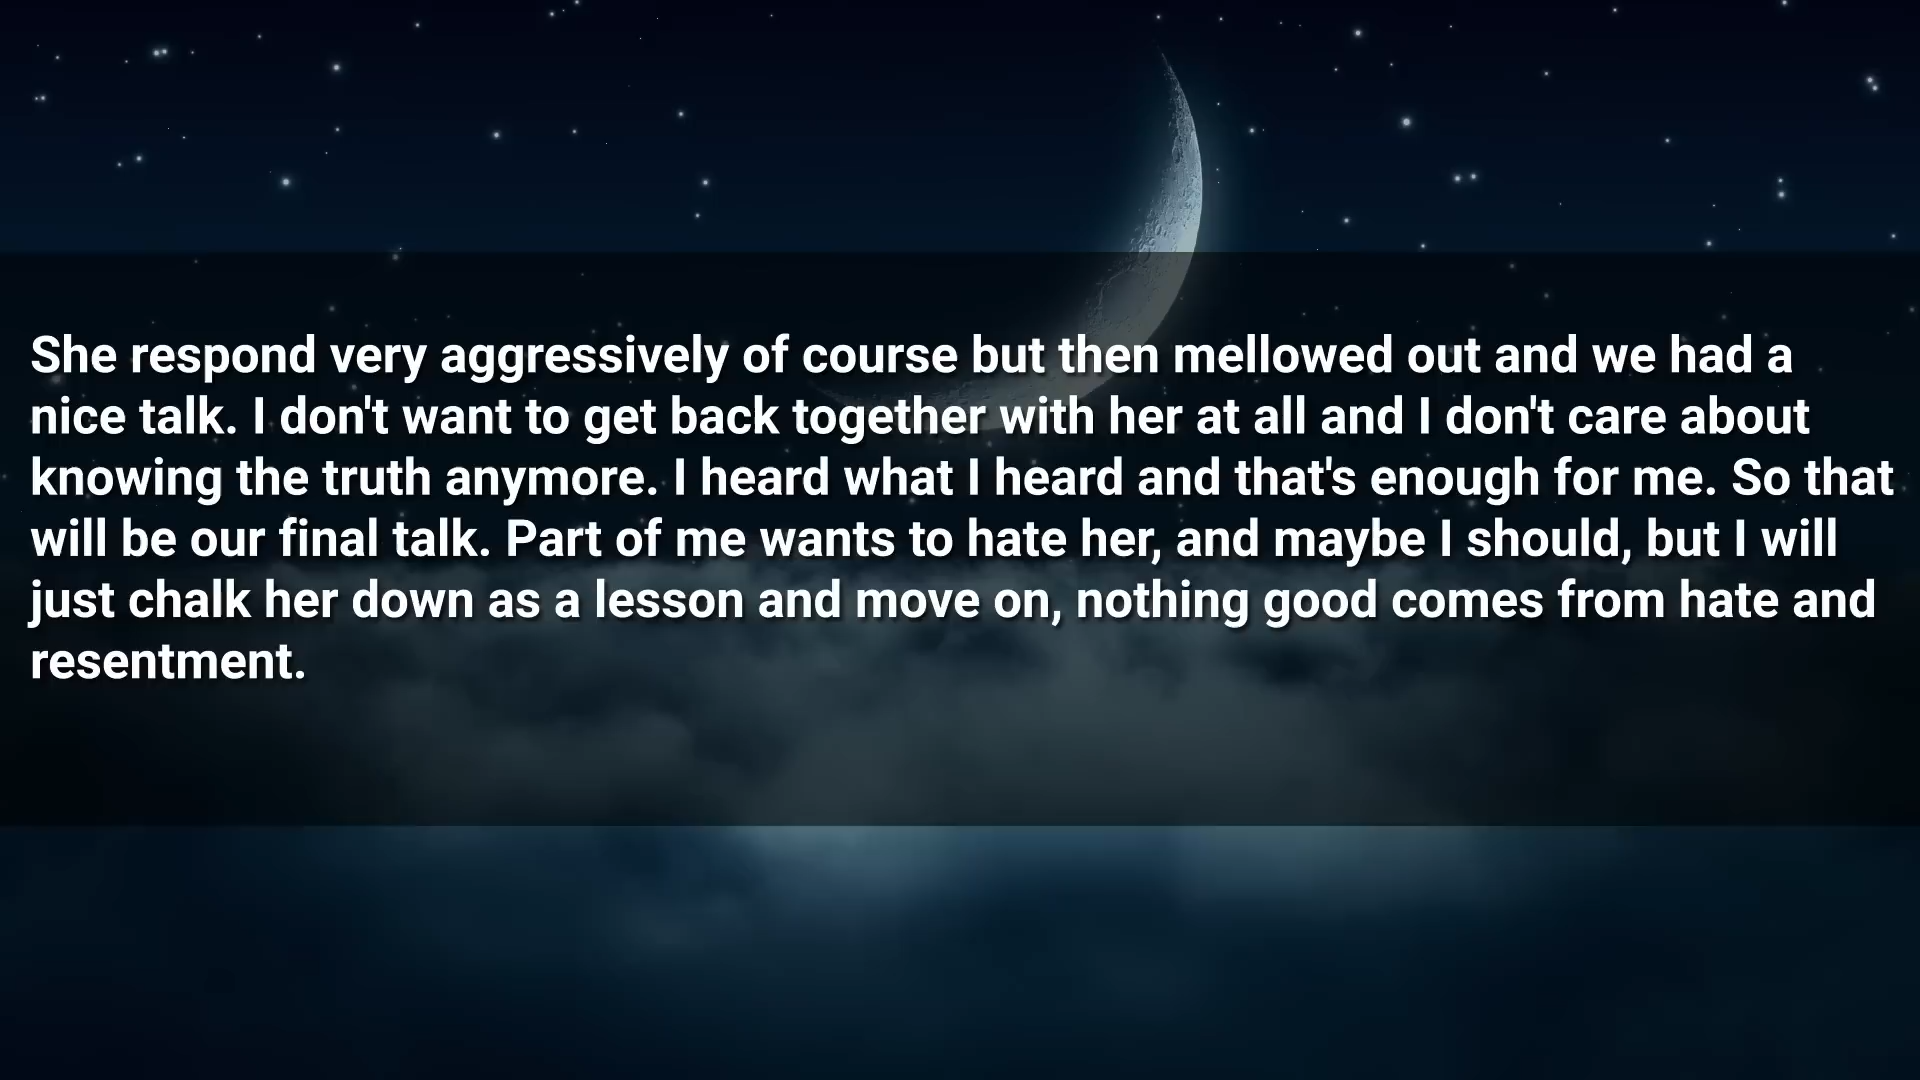 She respond very aggressively of course but then mellowed out and we had a
nice talk. I don't want to get back together with her at all and I don't care about
knowing the truth anymore. I heard what I heard and that's enough for me. So that
will be our final talk. Part of me wants to hate her, and maybe I should, but I will
just chalk her down as a lesson and move on, nothing good comes from hate and
resentment.